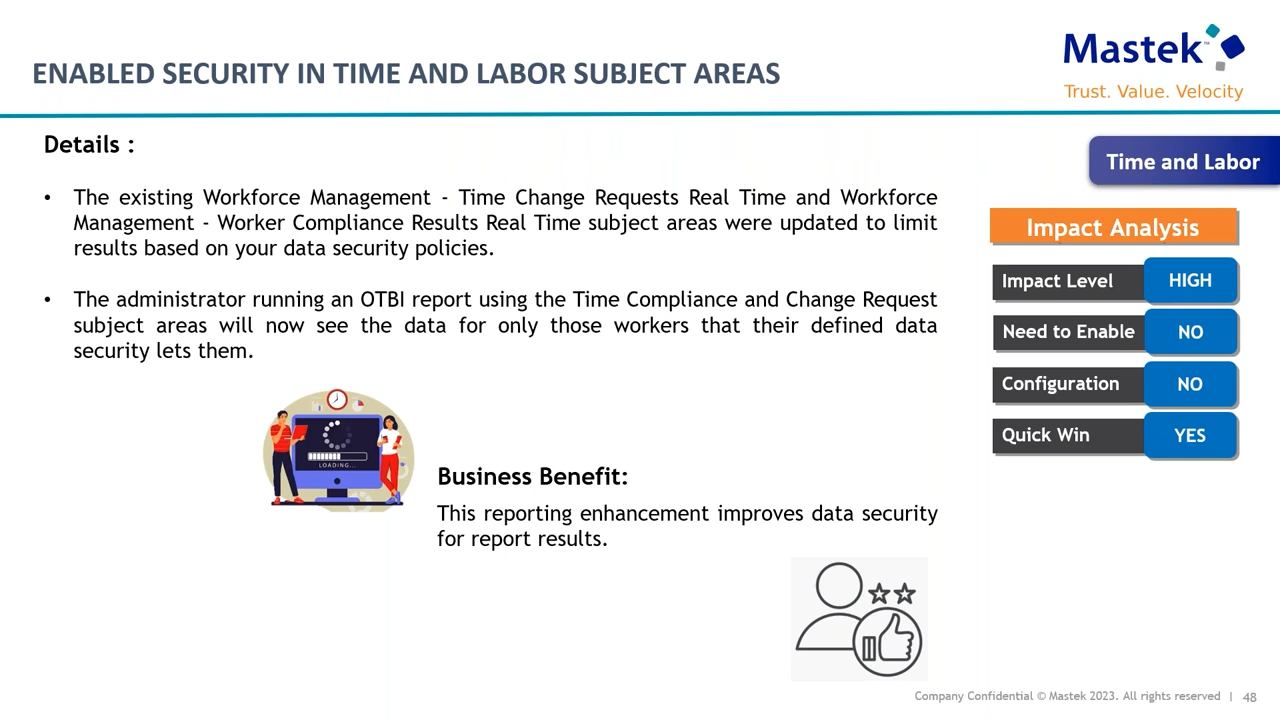 ENABLED SECURITY IN TIME AND LABOR SUBJECT AREAS
Mastek™
Trust. Value. Velocity
Details :
Time and Labor
• The existing Workforce Management - Time Change Requests Real Time and Workforce
Management - Worker Compliance Results Real Time subject areas were updated to limit
results based on your data security policies.
• The administrator running an OTBI report using the Time Compliance and Change Request
subject areas will now see the data for only those workers that their defined data
security lets them.
Impact Analysis
Impact Level HIGH
Need to Enable NO
Configuration NO
Quick Win YES
LOADING...
Business Benefit:
This reporting enhancement improves data security
for report results.
Company Confidential © Mastek 2023. All rights reserved | 48